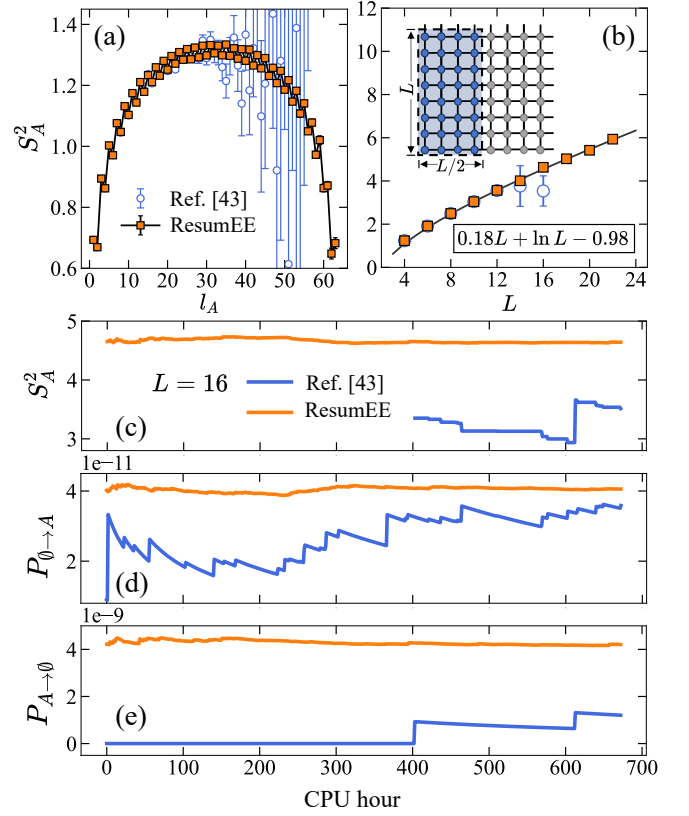 1.4
1.2
1.0
0.8
0.6
S_A^2
(a)
Ref. [43]
ResumEE
0 10 20 30 40 50 60
l_A
12
10
8
6
4
2
0
(b)
L
L/2
0.18L + ln L − 0.98
4 8 12 16 20 24
L
5
4
3
S_A^2
L = 16
Ref. [43]
ResumEE
(c)
1e−11
4
2
P_{∅→A}
(d)
1e−9
4
2
0
P_{A→∅}
(e)
0 100 200 300 400 500 600 700
CPU hour